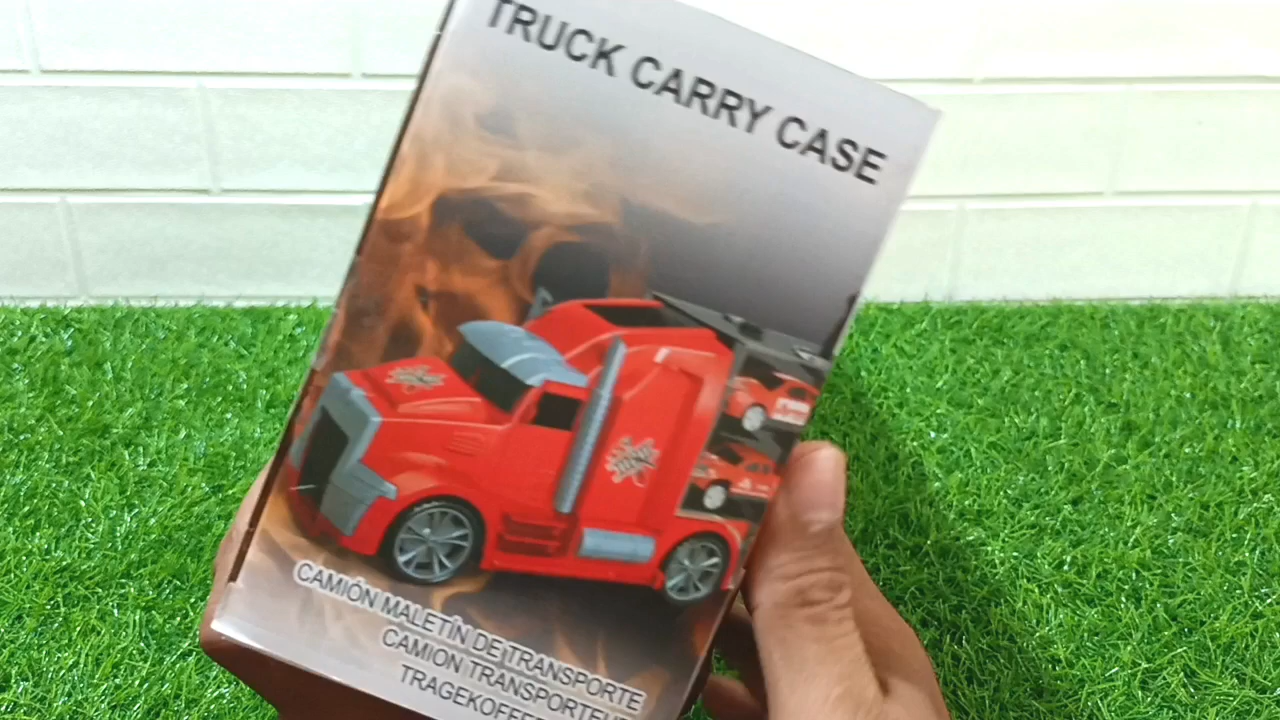 TRUCK CARRY CASE
CAMIÓN MALETÍN DE TRANSPORTE
CAMION TRANSPORTEUR